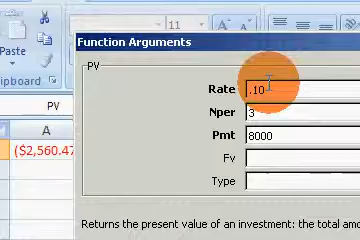 11
Paste
Clipboard
PV
Function Arguments
PV
Rate .10
Nper 3
Pmt 8000
Fv
Type
A
($2,560.47
Returns the present value of an investment: the total amo